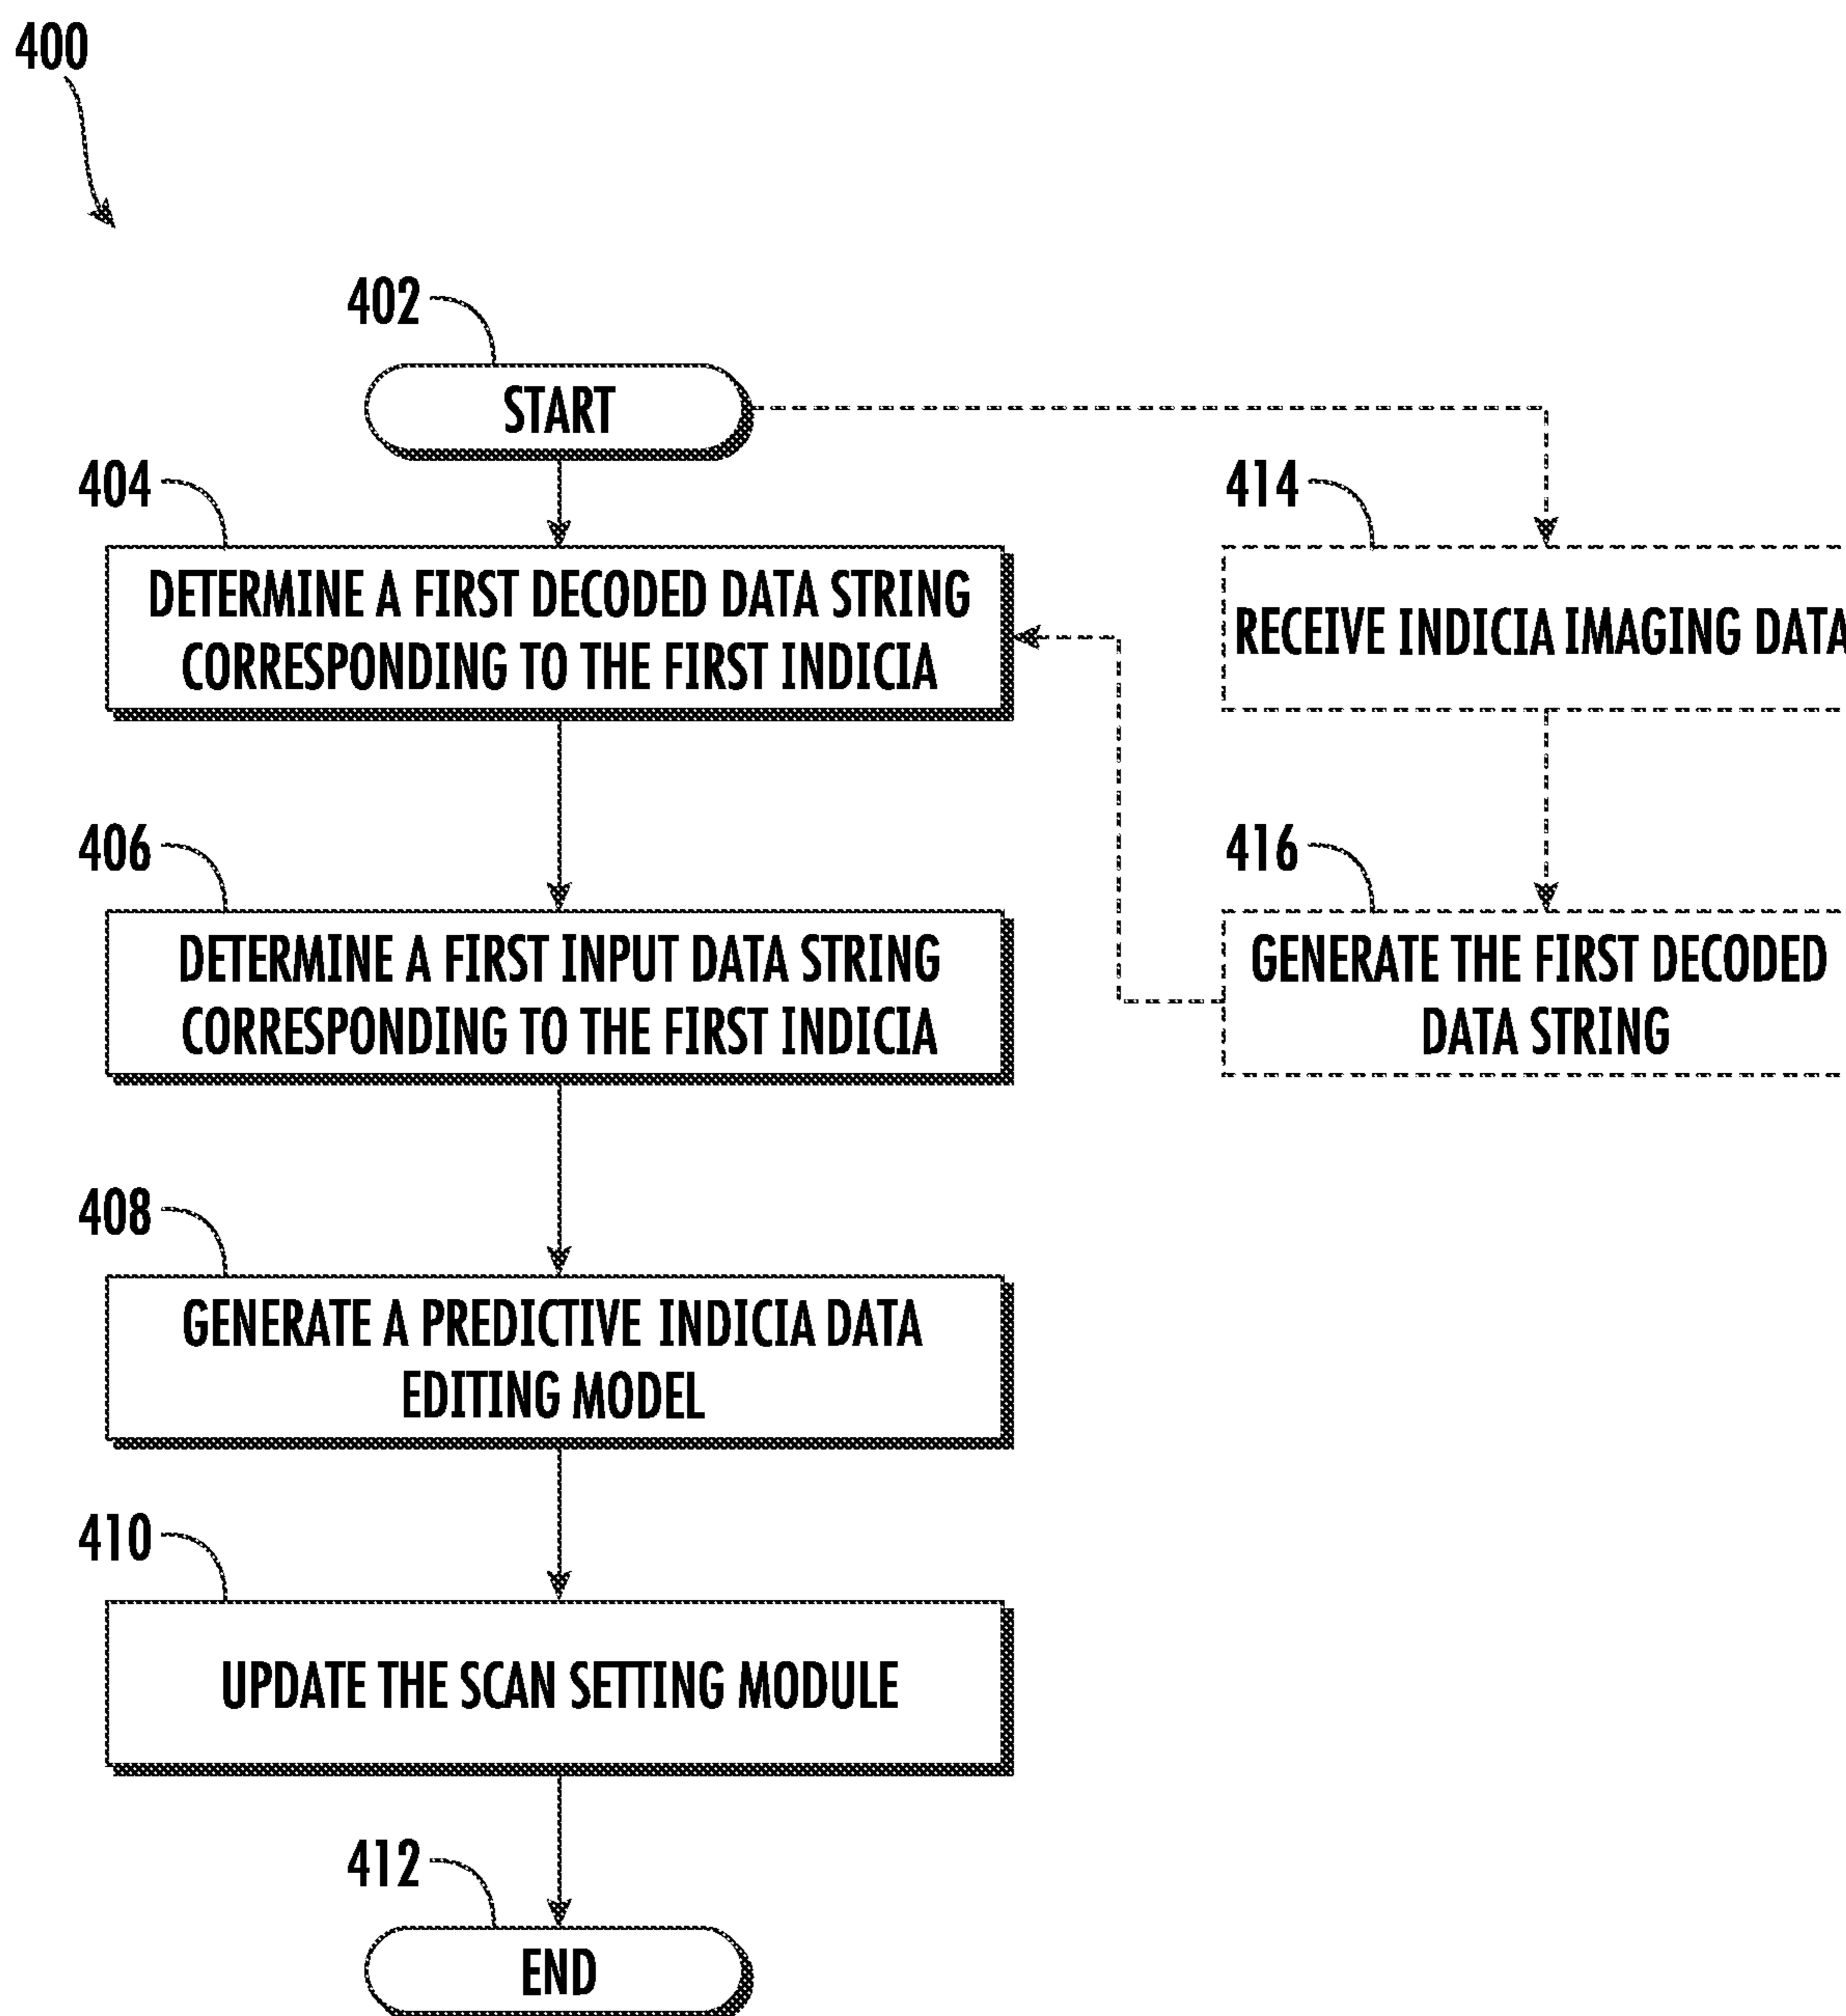 400
402
START
404
DETERMINE A FIRST DECODED DATA STRING
CORRESPONDING TO THE FIRST INDICIA
414
RECEIVE INDICIA IMAGING DATA
406
DETERMINE A FIRST INPUT DATA STRING
CORRESPONDING TO THE FIRST INDICIA
416
GENERATE THE FIRST DECODED
DATA STRING
408
GENERATE A PREDICTIVE INDICIA DATA
EDITING MODEL
410
UPDATE THE SCAN SETTING MODULE
412
END